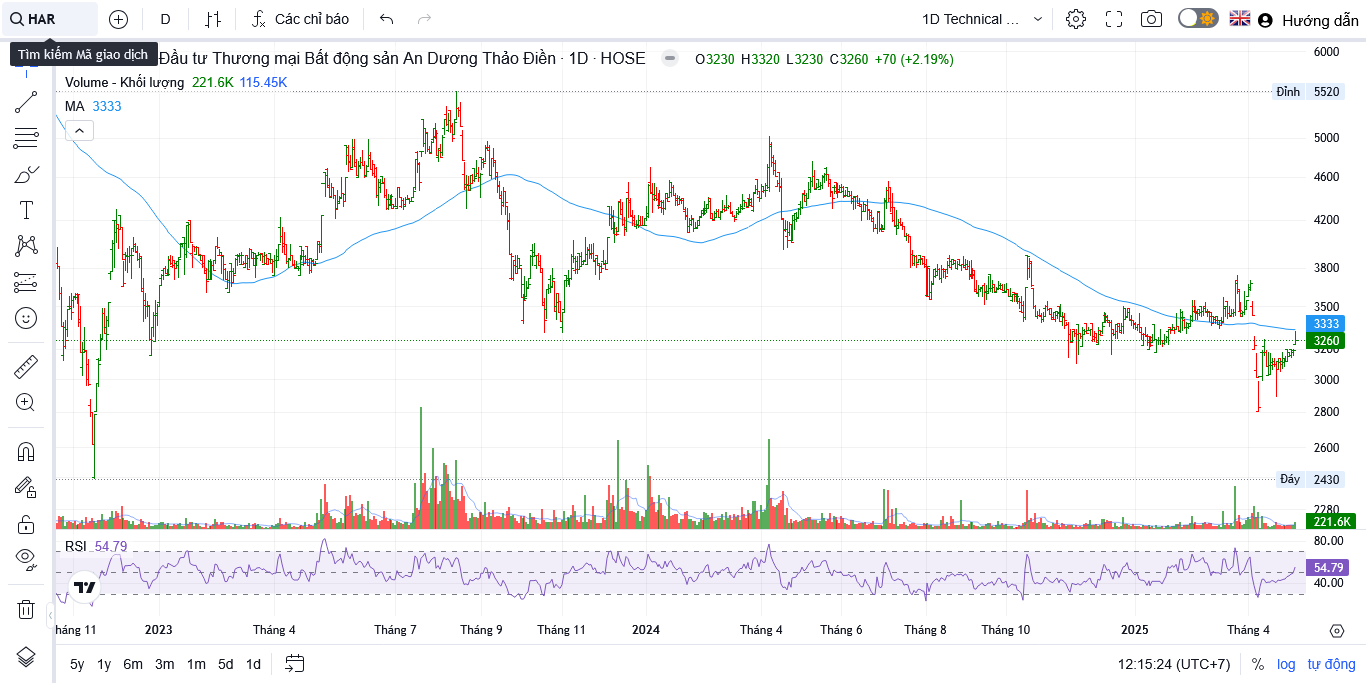 HAR
D
Các chỉ báo
1D Technical ...
Hướng dẫn
Tìm kiếm Mã giao dịch
Đầu tư Thương mại Bất động sản An Dương Thảo Điền · 1D · HOSE
O3230 H3320 L3230 C3260 +70 (+2.19%)
Volume - Khối lượng 221.6K 115.45K
MA 3333
6000
Đỉnh 5520
5000
4600
4200
3800
3500
3333
3260
3200
3000
2800
2600
Đáy 2430
2280
221.6K
RSI 54.79
80.00
54.79
40.00
háng 11 2023 Tháng 4 Tháng 7 Tháng 9 Tháng 11 2024 Tháng 4 Tháng 6 Tháng 8 Tháng 10 2025 Tháng 4
5y 1y 6m 3m 1m 5d 1d
12:15:24 (UTC+7) % log tự động